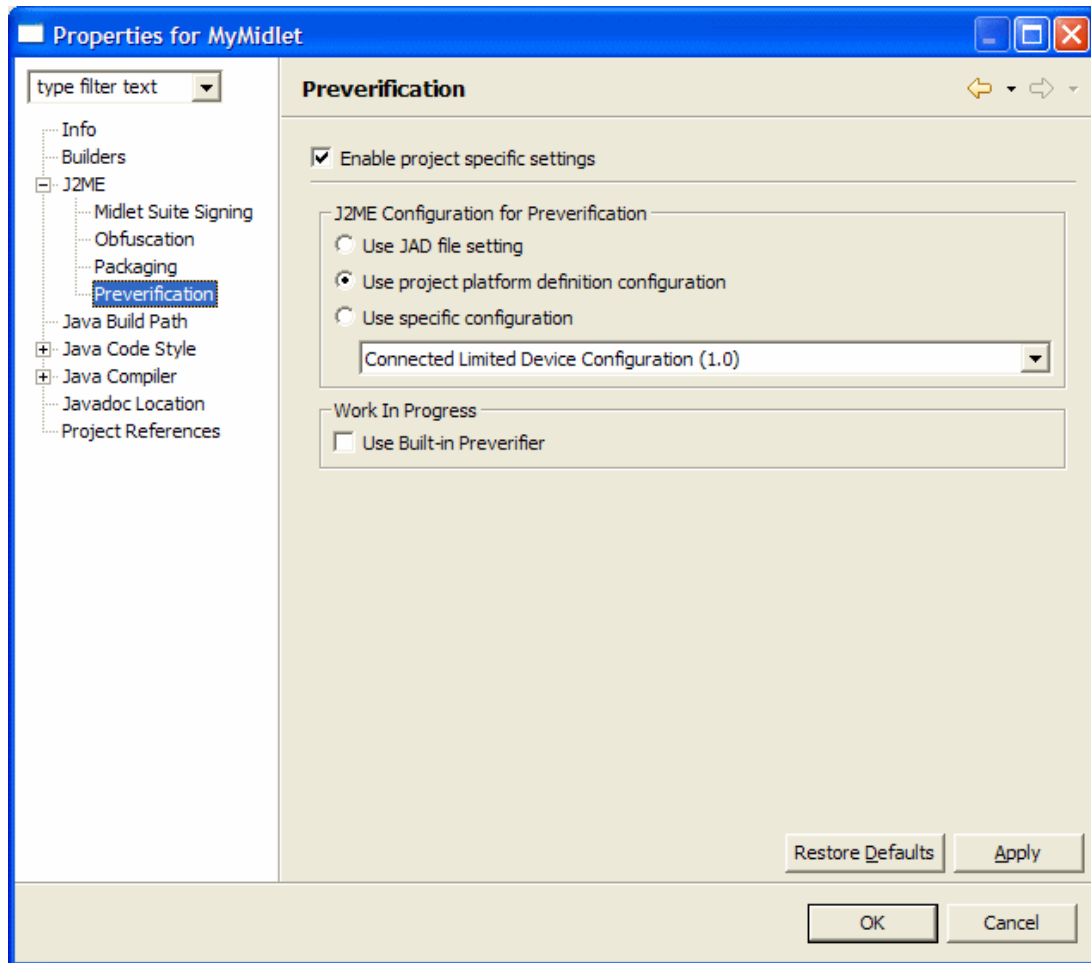 Properties for MyMidlet
type filter text
Info
Builders
J2ME
Midlet Suite Signing
Obfuscation
Packaging
Preverification
Java Build Path
Java Code Style
Java Compiler
Javadoc Location
Project References
Preverification
Enable project specific settings
J2ME Configuration for Preverification
Use JAD file setting
Use project platform definition configuration
Use specific configuration
Connected Limited Device Configuration (1.0)
Work In Progress
Use Built-in Preverifier
Restore Defaults
Apply
OK
Cancel